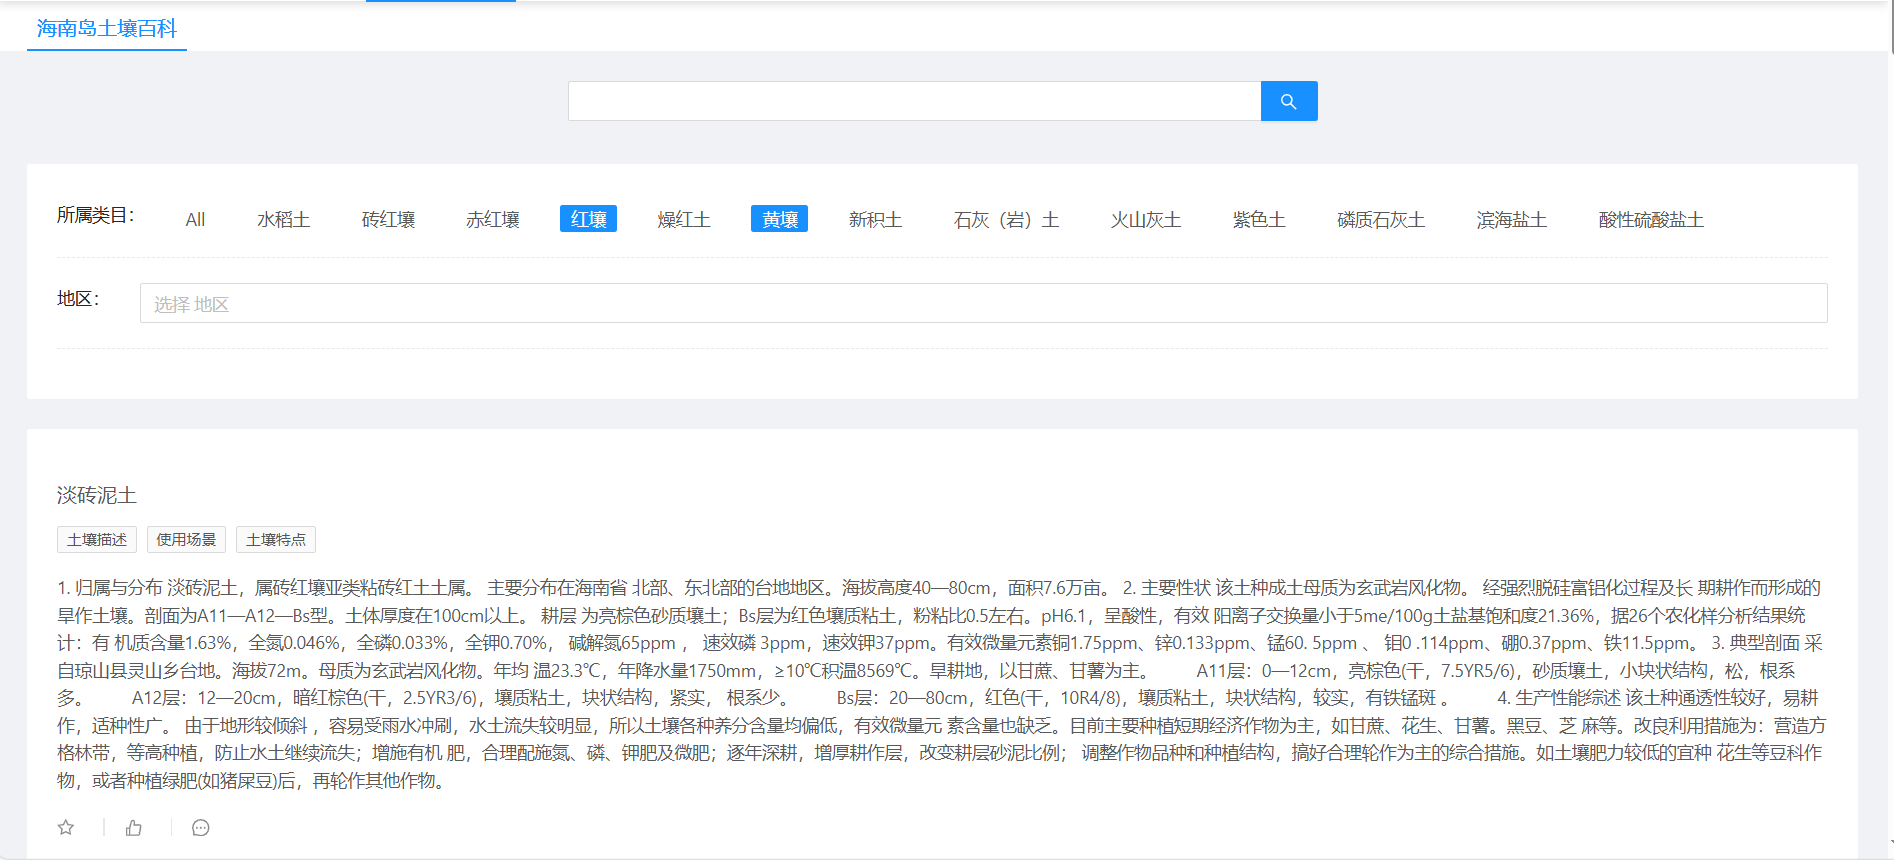 海南岛土壤百科
所属类目： All 水稻土 砖红壤 赤红壤 红壤 燥红土 黄壤 新积土 石灰（岩）土 火山灰土 紫色土 磷质石灰土 滨海盐土 酸性硫酸盐土
地区： 选择 地区
淡砖泥土
土壤描述 使用场景 土壤特点
1. 归属与分布 淡砖泥土，属砖红壤亚类粘砖红土土属。 主要分布在海南省 北部、东北部的台地地区。海拔高度40—80cm，面积7.6万亩。 2. 主要性状 该土种成土母质为玄武岩风化物。 经强烈脱硅富铝化过程及长 期耕作而形成的
旱作土壤。剖面为A11—A12—Bs型。土体厚度在100cm以上。 耕层 为亮棕色砂质壤土；Bs层为红色壤质粘土，粉粘比0.5左右。pH6.1，呈酸性，有效 阳离子交换量小于5me/100g土盐基饱和度21.36%，据26个农化样分析结果统
计：有 机质含量1.63%，全氮0.046%，全磷0.033%，全钾0.70%， 碱解氮65ppm ， 速效磷 3ppm，速效钾37ppm。有效微量元素铜1.75ppm、锌0.133ppm、锰60. 5ppm 、 钼0 .114ppm、硼0.37ppm、铁11.5ppm。 3. 典型剖面 采
自琼山县灵山乡台地。海拔72m。母质为玄武岩风化物。年均 温23.3℃，年降水量1750mm，≥10℃积温8569℃。旱耕地，以甘蔗、甘薯为主。 A11层：0—12cm，亮棕色(干，7.5YR5/6)，砂质壤土，小块状结构，松，根系
多。 A12层：12—20cm，暗红棕色(干，2.5YR3/6)，壤质粘土，块状结构，紧实， 根系少。 Bs层：20—80cm，红色(干，10R4/8)，壤质粘土，块状结构，较实，有铁锰斑 。 4. 生产性能综述 该土种通透性较好，易耕
作，适种性广。 由于地形较倾斜 ，容易受雨水冲刷，水土流失较明显，所以土壤各种养分含量均偏低，有效微量元 素含量也缺乏。目前主要种植短期经济作物为主，如甘蔗、花生、甘薯。黑豆、芝 麻等。改良利用措施为：营造方
格林带，等高种植，防止水土继续流失；增施有机 肥，合理配施氮、磷、钾肥及微肥；逐年深耕，增厚耕作层，改变耕层砂泥比例； 调整作物品种和种植结构，搞好合理轮作为主的综合措施。如土壤肥力较低的宜种 花生等豆科作
物，或者种植绿肥(如猪屎豆)后，再轮作其他作物。